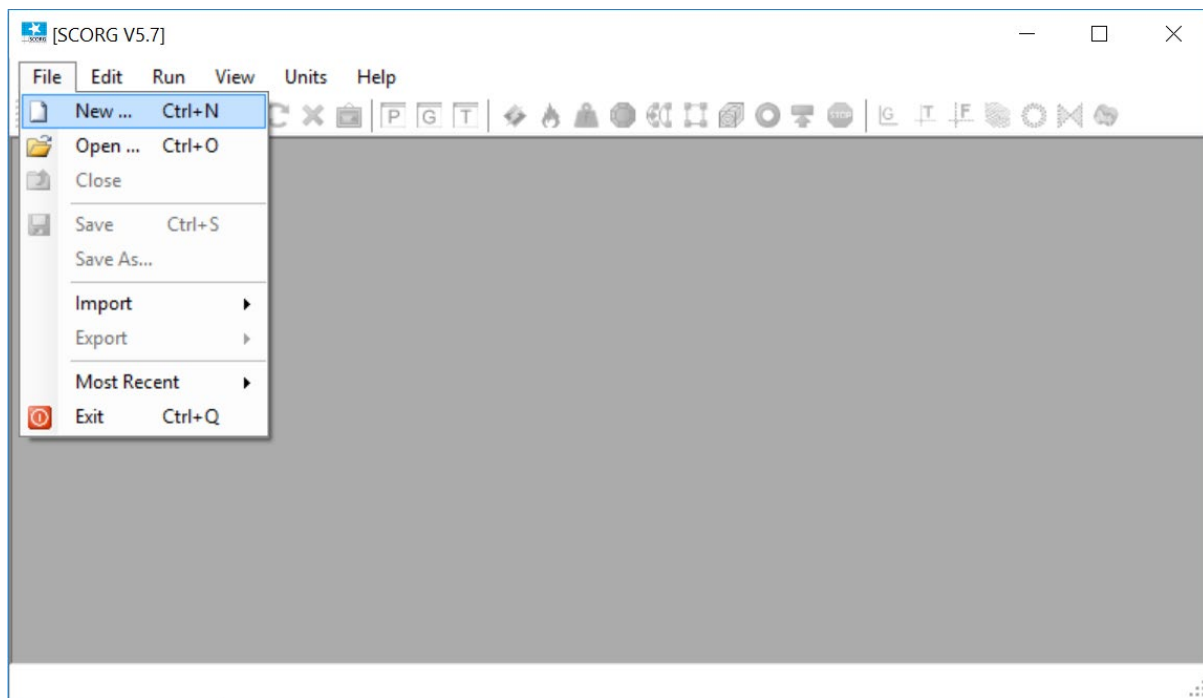 [SCORG V5.7]
File Edit Run View Units Help
New ... Ctrl+N
P G T STOP G T F
Open ... Ctrl+O
Close
Save Ctrl+S
Save As...
Import
Export
Most Recent
Exit Ctrl+Q